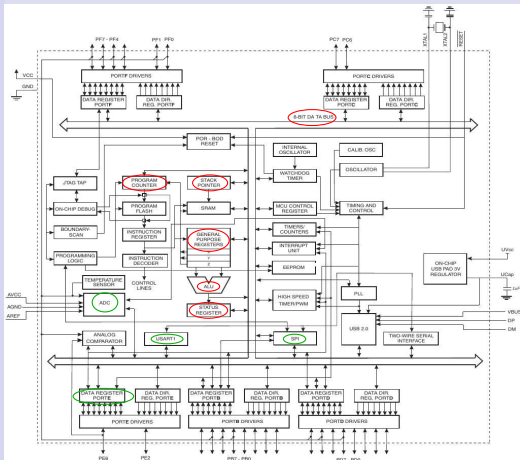 XTAL1
XTAL2
RESET
PF7 - PF4
PF1 PF0
PC7 PC6
VCC
GND
PORTF DRIVERS
PORTC DRIVERS
DATA REGISTER
PORTF
DATA DIR.
REG. PORTF
DATA REGISTER
PORTC
DATA DIR.
REG. PORTC
8-BIT DA TA BUS
POR - BOD
RESET
INTERNAL
OSCILLATOR
CALIB. OSC
WATCHDOG
TIMER
OSCILLATOR
JTAG TAP
PROGRAM
COUNTER
STACK
POINTER
ON-CHIP DEBUG
PROGRAM
FLASH
SRAM
MCU CONTROL
REGISTER
TIMING AND
CONTROL
BOUNDARY-
SCAN
INSTRUCTION
REGISTER
GENERAL
PURPOSE
REGISTERS
TIMERS/
COUNTERS
INTERRUPT
UNIT
PROGRAMMING
LOGIC
INSTRUCTION
DECODER
Y
Z
EEPROM
ON-CHIP
USB PAD 3V
REGULATOR
UVcc
UCap
TEMPERATURE
SENSOR
CONTROL
LINES
ALU
PLL
AVCC
AGND
AREF
ADC
STATUS
REGISTER
HIGH SPEED
TIMER/PWM
VBUS
DP
DM
USB 2.0
ANALOG
COMPARATOR
USART1
SPI
TWO-WIRE SERIAL
INTERFACE
DATA REGISTER
PORTE
DATA DIR.
REG. PORTE
DATA REGISTER
PORTB
DATA DIR.
REG. PORTB
DATA REGISTER
PORTD
DATA DIR.
REG. PORTD
PORTE DRIVERS
PORTB DRIVERS
PORTD DRIVERS
PE6
PE2
PB7 - PB0